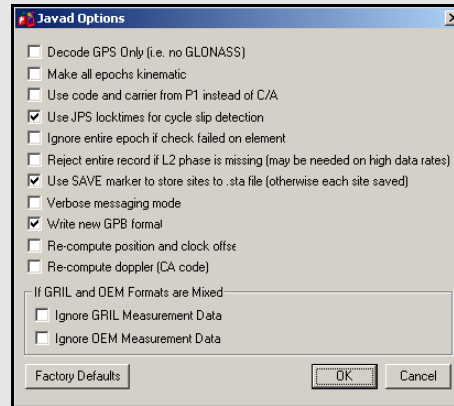 Javad Options
Decode GPS Only (i.e. no GLONASS)
Make all epochs kinematic
Use code and carrier from P1 instead of C/A
Use JPS locktimes for cycle slip detection
Ignore entire epoch if check failed on element
Reject entire record if L2 phase is missing (may be needed on high data rates)
Use SAVE marker to store sites to .sta file (otherwise each site saved)
Verbose messaging mode
Write new GPB format
Re-compute position and clock offse
Re-compute doppler (CA code)
If GRIL and OEM Formats are Mixed
Ignore GRIL Measurement Data
Ignore OEM Measurement Data
Factory Defaults OK Cancel